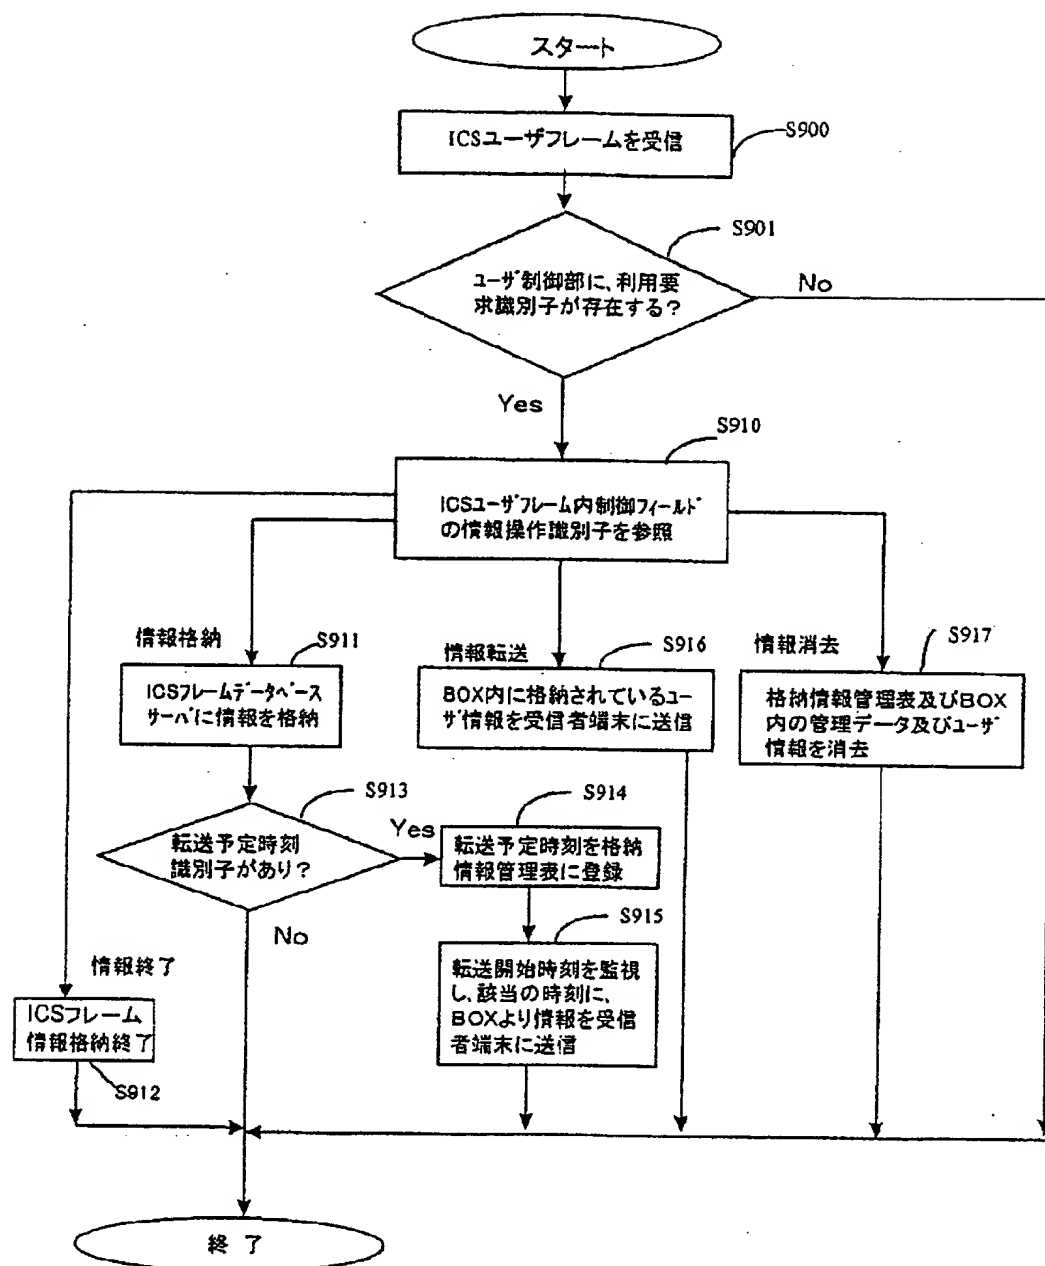 スタート
ICSユーザフレームを受信
S900
S901
ユーザ制御部に、利用要
求識別子が存在する?
No
Yes
S910
ICSユーザフレーム内制御フィールド
の情報操作識別子を参照
情報格納
S911
ICSフレームデータベース
サーバに情報を格納
情報転送
S916
BOX内に格納されているユー
ザ情報を受信者端末に送信
情報消去
S917
格納情報管理表及びBOX
内の管理データ及びユーザ
情報を消去
S913
転送予定時刻
識別子があり?
Yes
No
S914
転送予定時刻を格納
情報管理表に登録
S915
転送開始時刻を監視
し、該当の時刻に、
BOXより情報を受信
者端末に送信
情報終了
ICSフレーム
情報格納終了
S912
終了